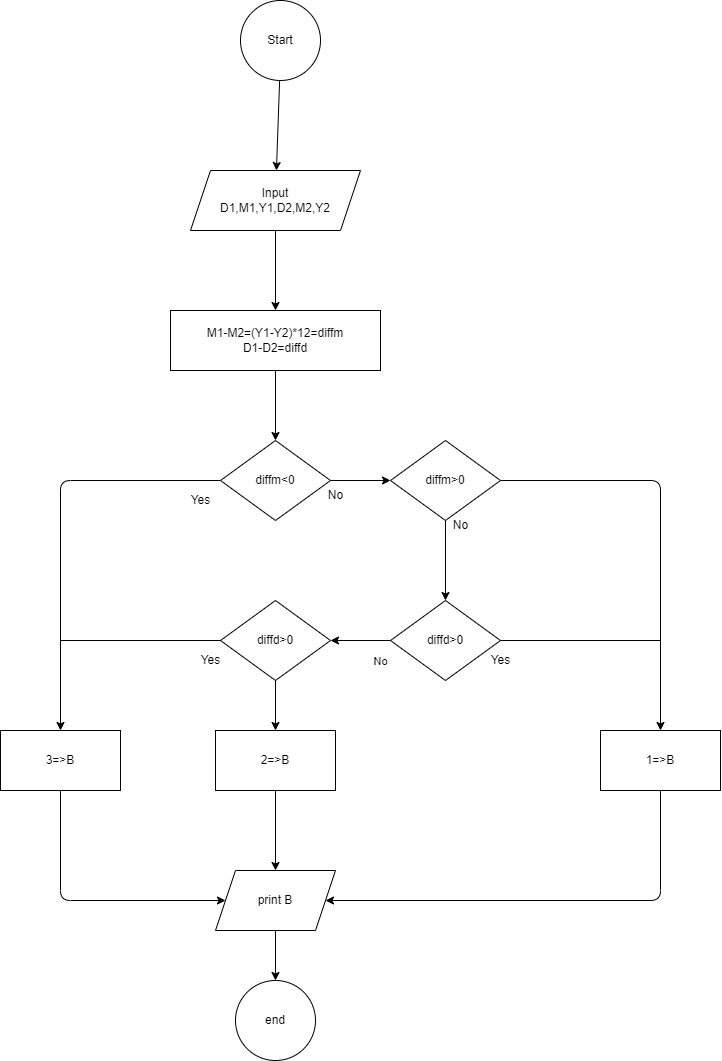 Start
Input
D1,M1,Y1,D2,M2,Y2
M1-M2=(Y1-Y2)*12=diffm
D1-D2=diffd
diffm<0
diffm>0
Yes
No
No
diffd>0
diffd>0
Yes
No
Yes
3=>B
2=>B
1=>B
print B
end